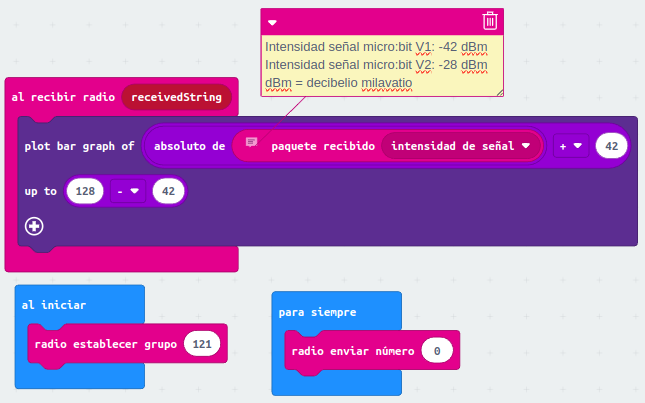 Intensidad señal micro:bit V1: -42 dBm
Intensidad señal micro:bit V2: -28 dBm
dBm = decibelio milavatio
al recibir radio receivedString
plot bar graph of absoluto de paquete recibido intensidad de señal + 42
up to 128 - 42
al iniciar
radio establecer grupo 121
para siempre
radio enviar número 0